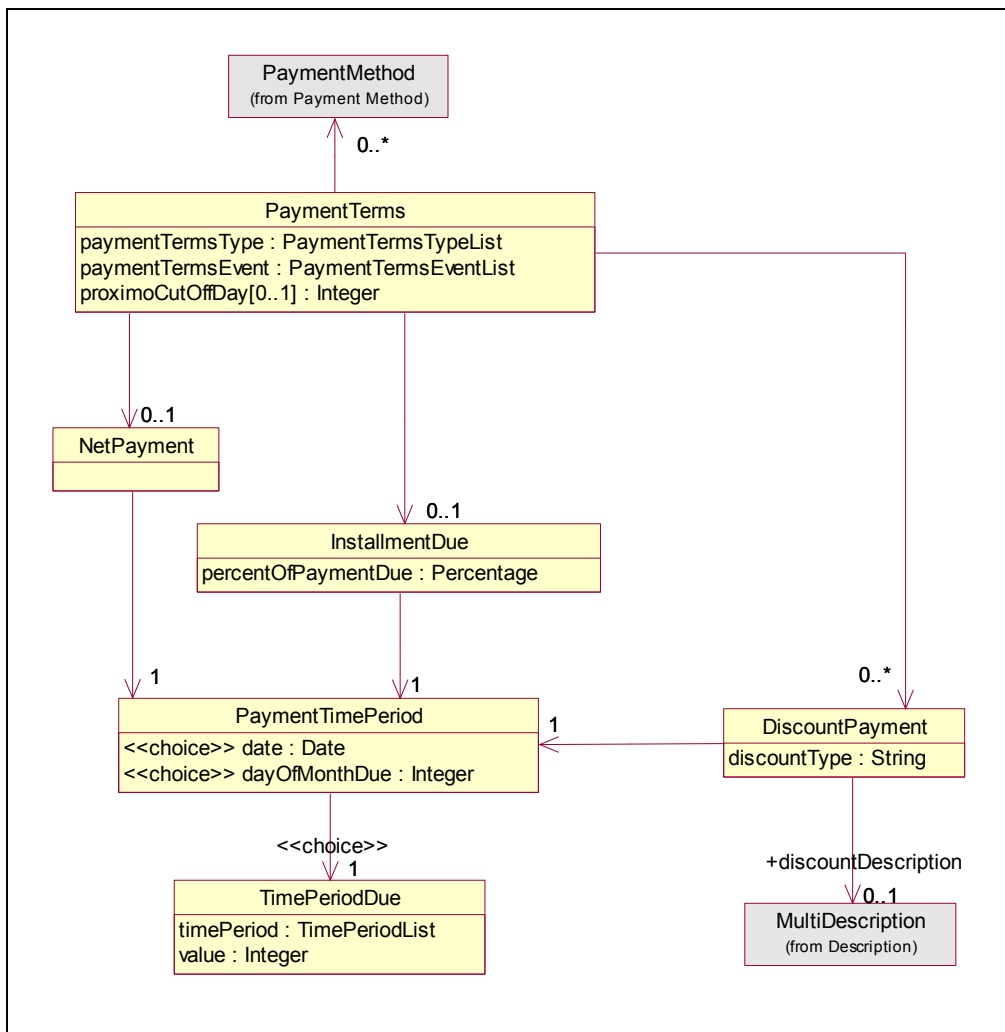 PaymentMethod
(from Payment Method)
0..*
PaymentTerms
paymentTermsType : PaymentTermsTypeList
paymentTermsEvent : PaymentTermsEventList
proximoCutOffDay[0..1] : Integer
0..1
NetPayment
0..1
InstallmentDue
percentOfPaymentDue : Percentage
1
1
0..*
PaymentTimePeriod
<<choice>> date : Date
<<choice>> dayOfMonthDue : Integer
1
DiscountPayment
discountType : String
<<choice>>
1
+discountDescription
0..1
TimePeriodDue
timePeriod : TimePeriodList
value : Integer
MultiDescription
(from Description)